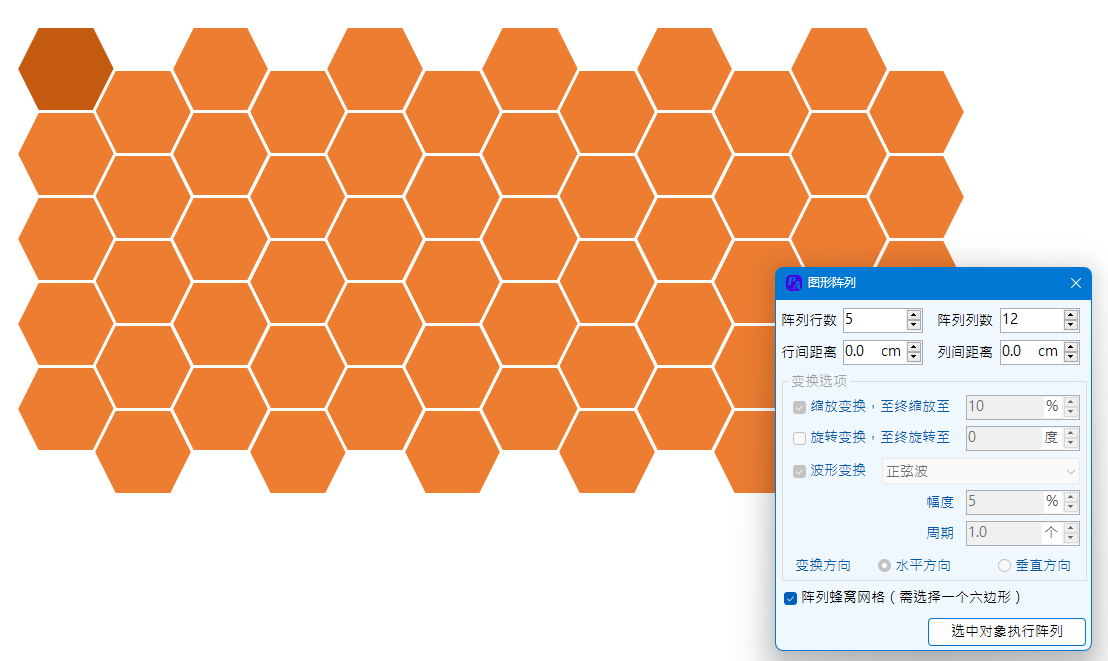 图形阵列
阵列行数 5 阵列列数 12
行间距离 0.0 cm 列间距离 0.0 cm
变换选项
缩放变换，至终缩放至 10 %
旋转变换，至终旋转至 0 度
波形变换 正弦波
幅度 5 %
周期 1.0 个
变换方向 水平方向 垂直方向
阵列蜂窝网格（需选择一个六边形）
选中对象执行阵列